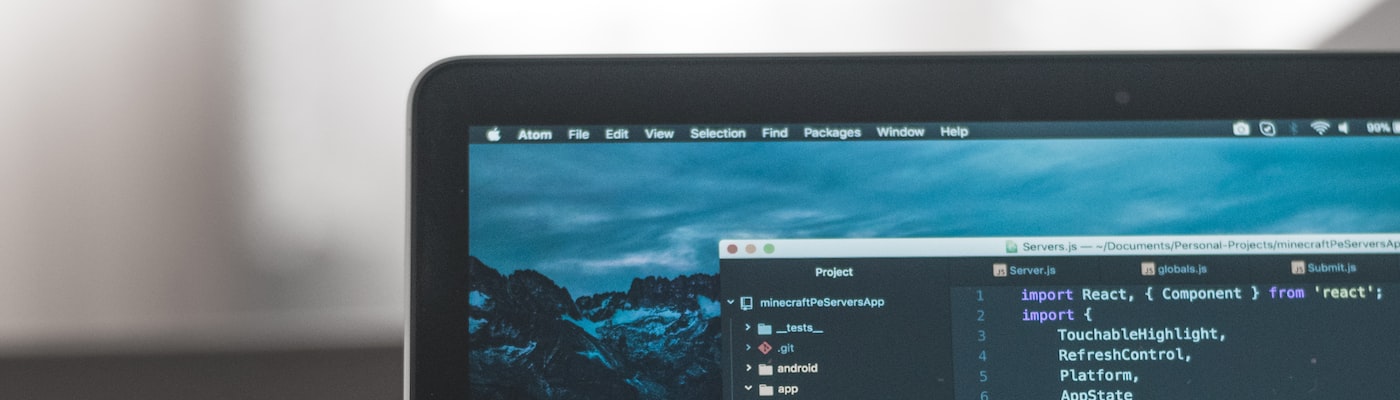 Atom File Edit View Selection Find Packages Window Help 99%
Servers.js — ~/Documents/Personal-Projects/minecraftPeServersAp
Project
Server.js
globals.js
Submit.js
minecraftPeServersApp
__tests__
.git
android
app
1 import React, { Component } from 'react';
2 import {
3 TouchableHighlight,
4 RefreshControl,
5 Platform,
6 AppState